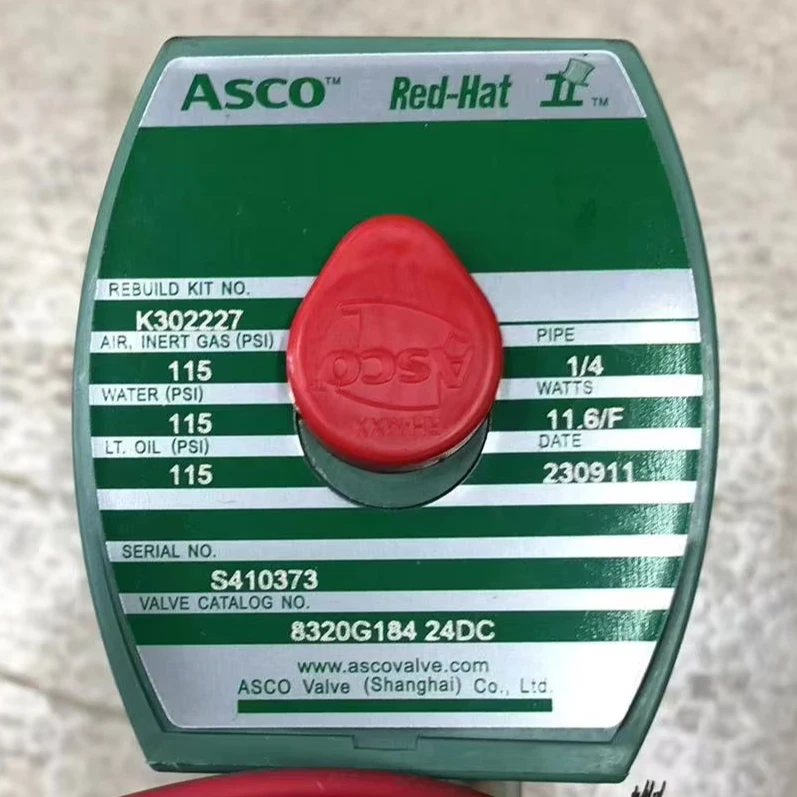 ASCO™ Red-Hat II™
REBUILD KIT NO.
K302227
AIR, INERT GAS (PSI) PIPE
115 1/4
WATER (PSI) WATTS
115 11.6/F
LT. OIL (PSI) DATE
115 230911
ASCO
SERIAL NO.
S410373
VALVE CATALOG NO.
8320G184 24DC
www.ascovalve.com
ASCO Valve (Shanghai) Co., Ltd.